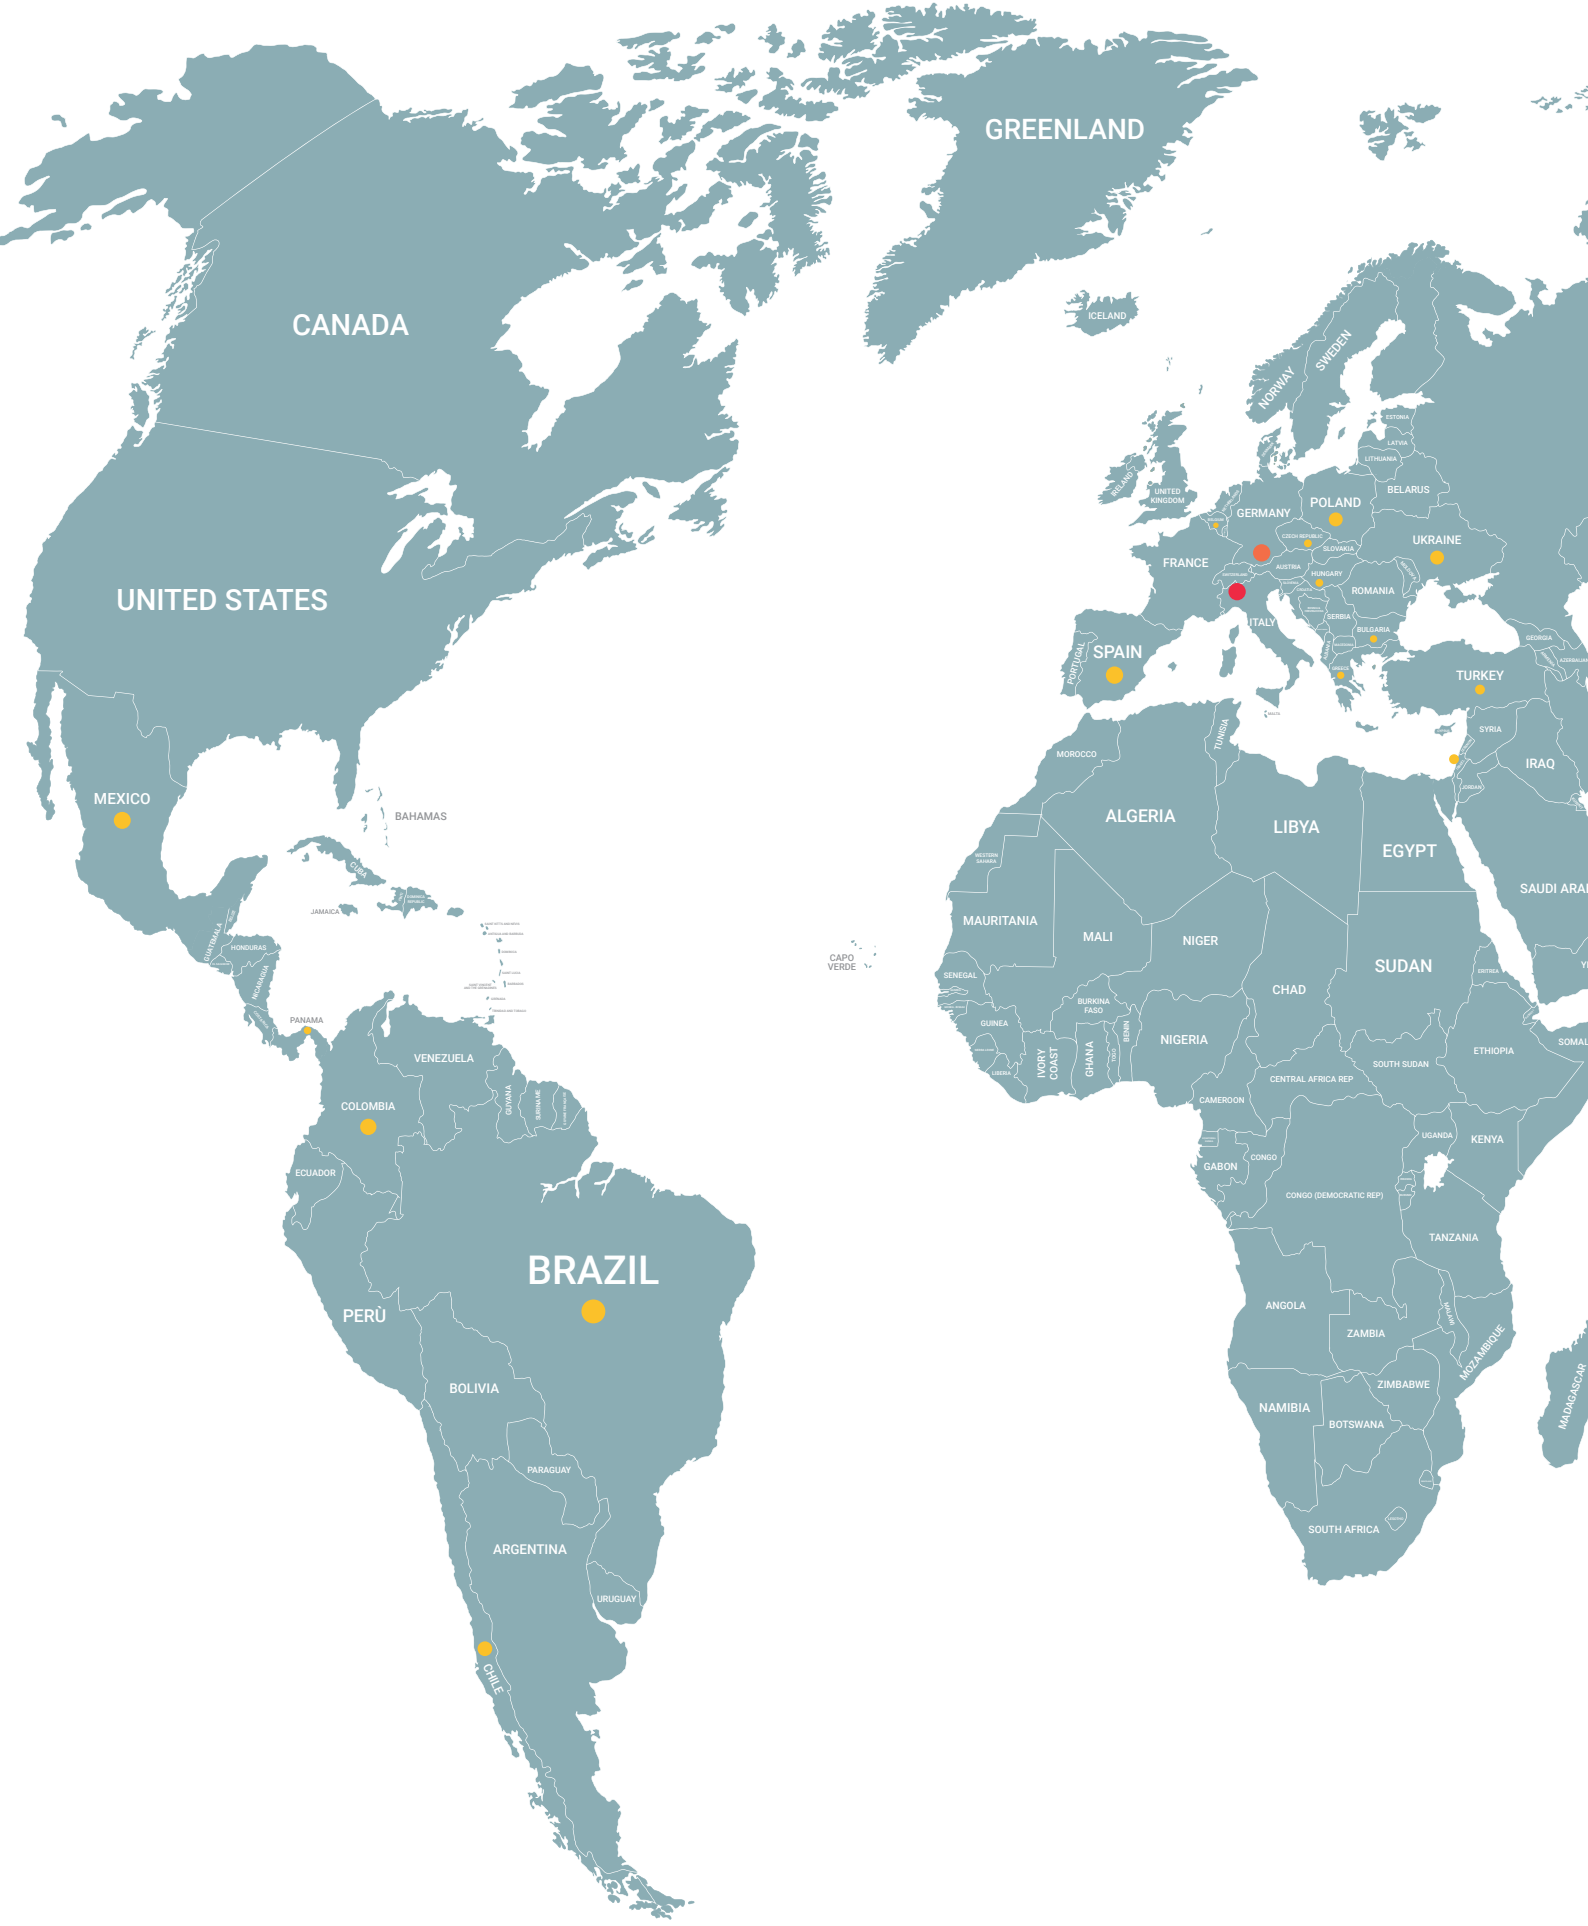 GREENLAND
CANADA
ICELAND
SWEDEN
NORWAY
ESTONIA
LATVIA
LITHUANIA
IRELAND
UNITED
KINGDOM
BELARUS
POLAND
GERMANY
CZECH REPUBLIC
UKRAINE
SLOVAKIA
FRANCE
AUSTRIA
HUNGARY
ROMANIA
UNITED STATES
SERBIA
ITALY
BULGARIA
GEORGIA
PORTUGAL
SPAIN
GREECE
TURKEY
MALTA
TUNISIA
SYRIA
MOROCCO
IRAQ
JORDAN
MEXICO
BAHAMAS
ALGERIA
LIBYA
EGYPT
CUBA
WESTERN
SAHARA
SAUDI ARA
JAMAICA
MAURITANIA
MALI
NIGER
GUATEMALA
HONDURAS
CAPO
VERDE
SUDAN
SENEGAL
ERITREA
NICARAGUA
CHAD
BURKINA
FASO
PANAMA
GUINEA
BENIN
NIGERIA
IVORY
COAST
GHANA
TOGO
ETHIOPIA
SOMAL
VENEZUELA
SOUTH SUDAN
LIBERIA
CENTRAL AFRICA REP
GUYANA
SURINAME
CAMEROON
COLOMBIA
UGANDA
KENYA
ECUADOR
GABON
CONGO
CONGO (DEMOCRATIC REP)
TANZANIA
BRAZIL
PERÙ
ANGOLA
MALAWI
ZAMBIA
MOZAMBIQUE
BOLIVIA
ZIMBABWE
MADAGASCAR
NAMIBIA
BOTSWANA
PARAGUAY
SOUTH AFRICA
ARGENTINA
URUGUAY
CHILE